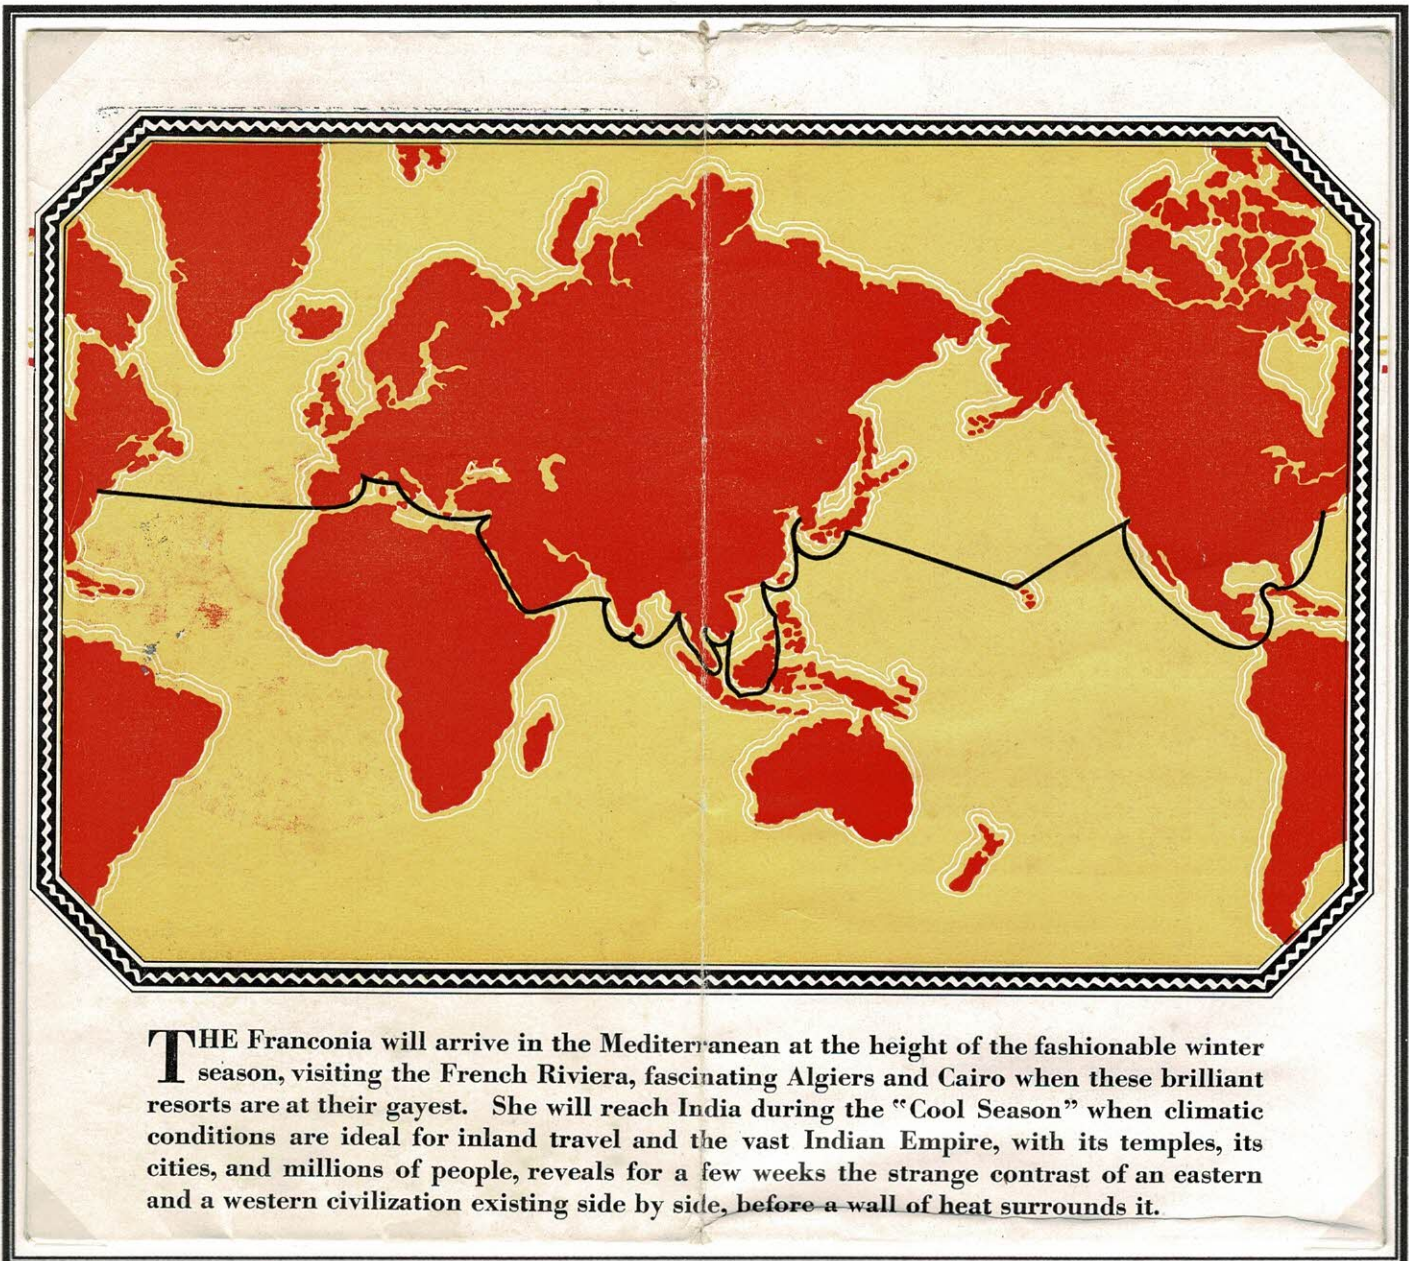 THE Franconia will arrive in the Mediterranean at the height of the fashionable winter
season, visiting the French Riviera, fascinating Algiers and Cairo when these brilliant
resorts are at their gayest. She will reach India during the “Cool Season” when climatic
conditions are ideal for inland travel and the vast Indian Empire, with its temples, its
cities, and millions of people, reveals for a few weeks the strange contrast of an eastern
and a western civilization existing side by side, before a wall of heat surrounds it.